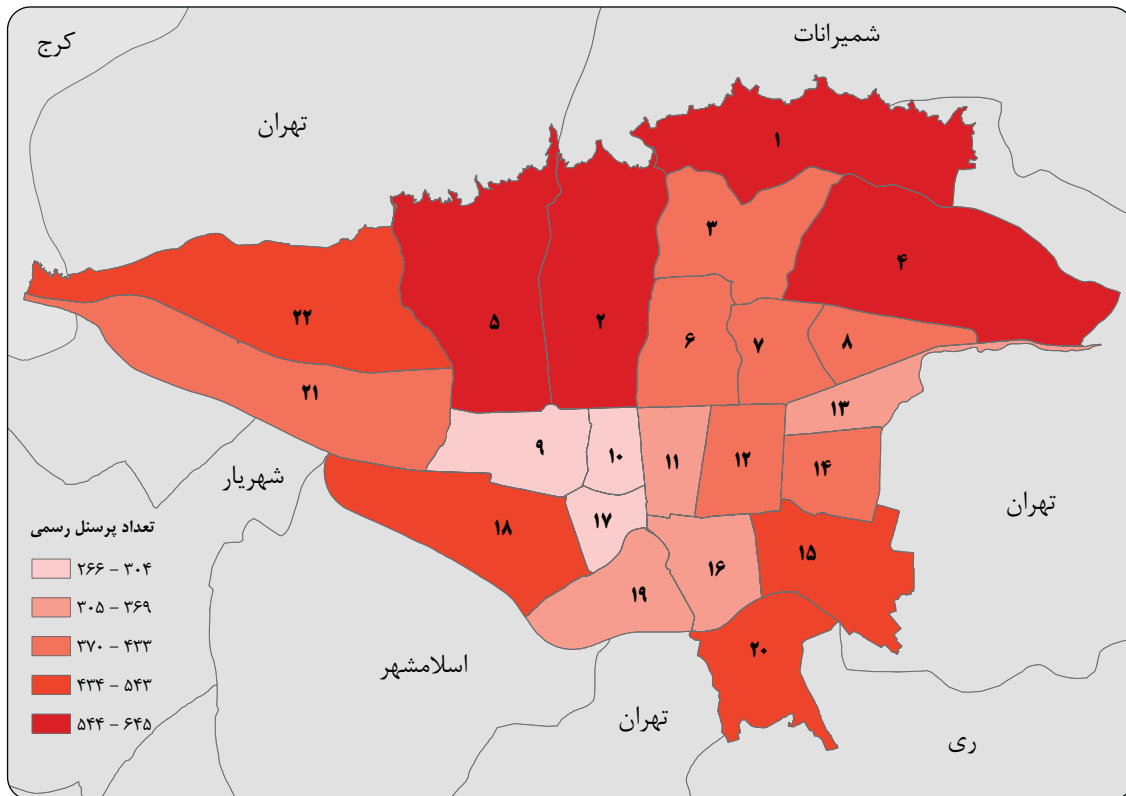 کرج
شمیرانات
تهران
۱
۳
۴
۲۲
۵
۲
۶
۷
۸
۲۱
۱۳
۹
۱۰
۱۱
۱۲
۱۴
شهریار
تهران
۱۸
۱۷
۱۵
۱۶
۱۹
۲۰
اسلامشهر
تهران
ری
تعداد پرسنل رسمی
۲۶۶ – ۳۰۴
۳۰۵ – ۳۶۹
۳۷۰ – ۴۳۳
۴۳۴ – ۵۴۳
۵۴۴ – ۶۴۵